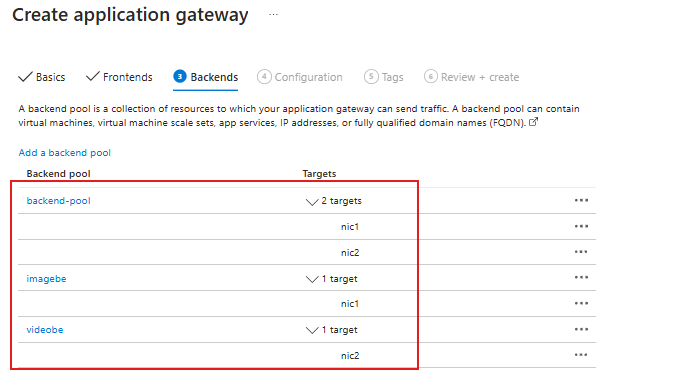 Create application gateway ...
Basics Frontends 3 Backends 4 Configuration 5 Tags 6 Review + create
A backend pool is a collection of resources to which your application gateway can send traffic. A backend pool can contain
virtual machines, virtual machine scale sets, app services, IP addresses, or fully qualified domain names (FQDN).
Add a backend pool
Backend pool Targets
backend-pool 2 targets ...
nic1 ...
nic2 ...
imagebe 1 target ...
nic1 ...
videobe 1 target ...
nic2 ...